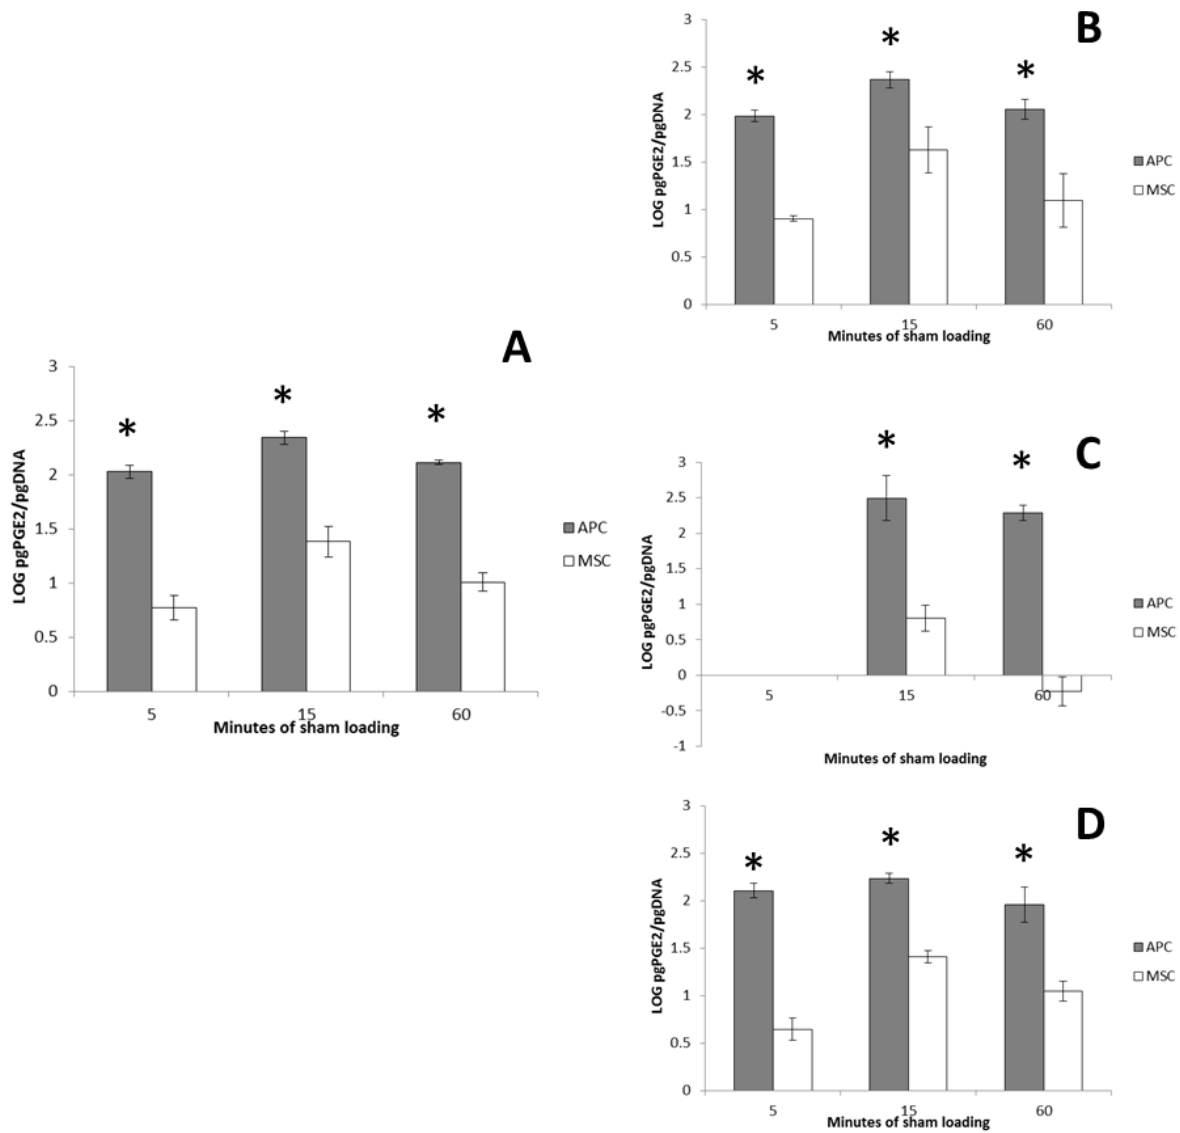 A
LOG pgPGE2/pgDNA
3
2.5
2
1.5
1
0.5
0
* * *
5 15 60
Minutes of sham loading
APC
MSC
B
LOG pgPGE2/pgDNA
3
2.5
2
1.5
1
0.5
0
* * *
5 15 60
Minutes of sham loading
APC
MSC
C
LOG pgPGE2/pgDNA
3
2.5
2
1.5
1
0.5
0
-0.5
-1
* *
5 15 60
Minutes of sham loading
APC
MSC
D
LOG pgPGE2/pgDNA
3
2.5
2
1.5
1
0.5
0
* * *
5 15 60
Minutes of sham loading
APC
MSC